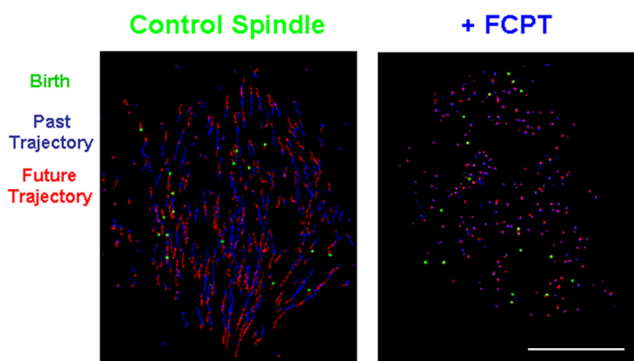 Control Spindle
+ FCPT
Birth
Past
Trajectory
Future
Trajectory